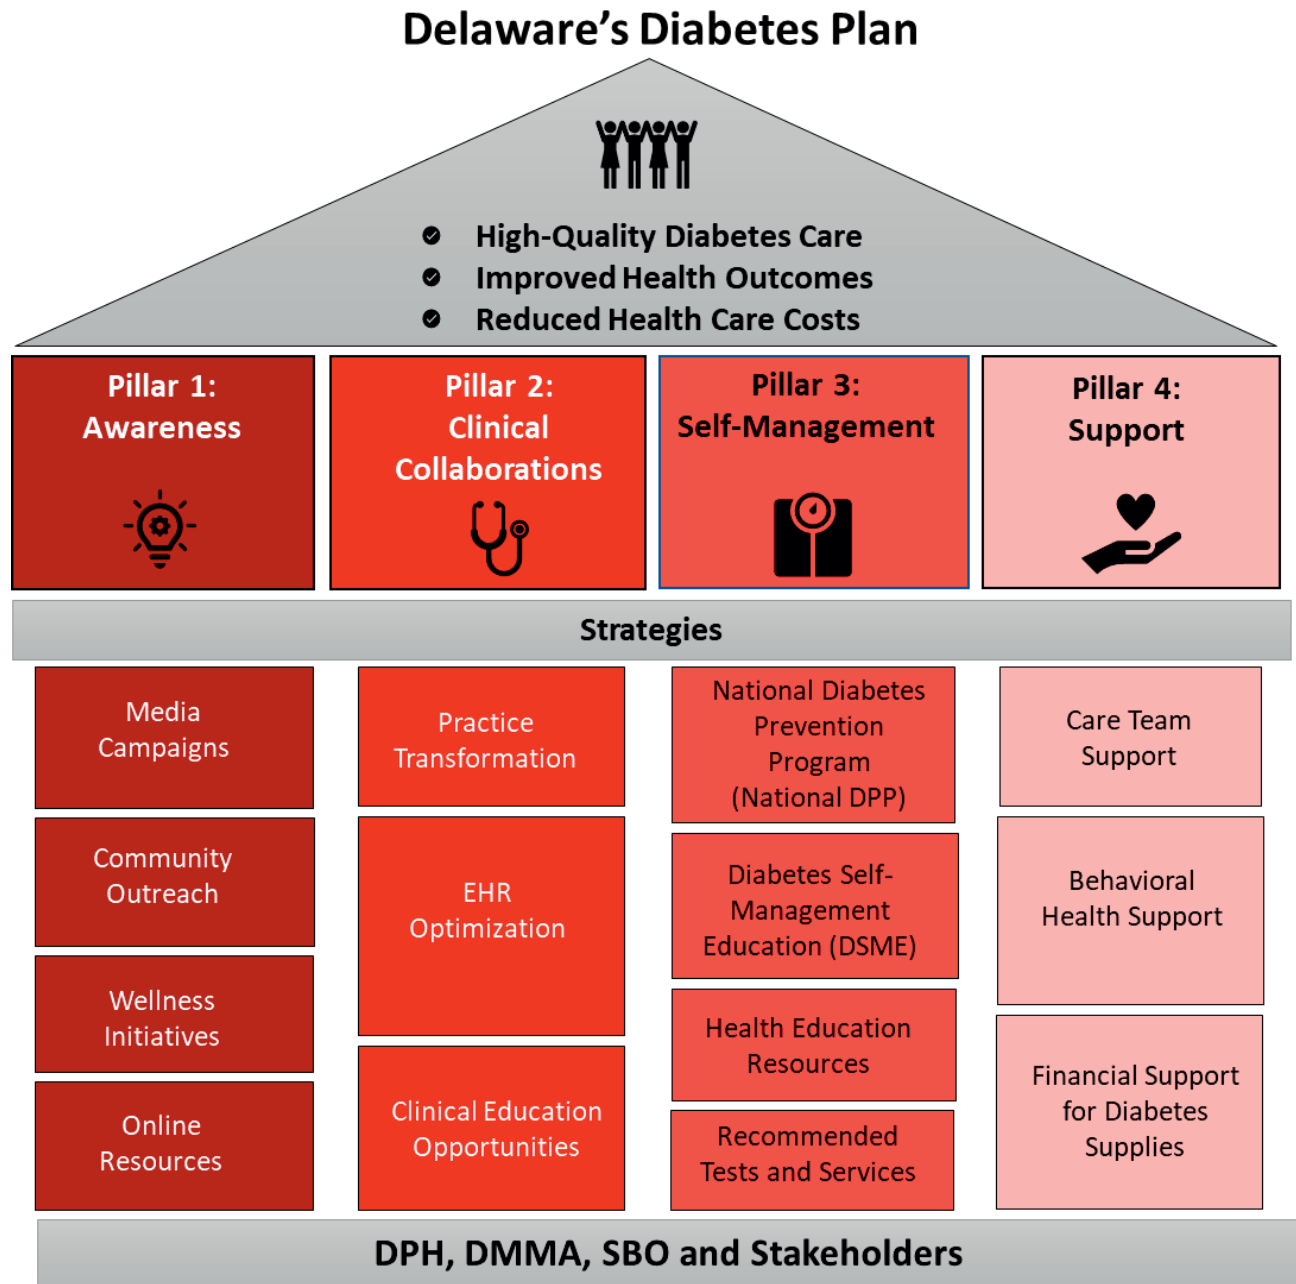 Delaware’s Diabetes Plan
High-Quality Diabetes Care
Improved Health Outcomes
Reduced Health Care Costs
Pillar 1:
Awareness
Pillar 2:
Clinical
Collaborations
Pillar 3:
Self-Management
Pillar 4:
Support
Strategies
Media
Campaigns
Community
Outreach
Wellness
Initiatives
Online
Resources
Practice
Transformation
EHR
Optimization
Clinical Education
Opportunities
National Diabetes
Prevention
Program
(National DPP)
Diabetes Self-
Management
Education (DSME)
Health Education
Resources
Recommended
Tests and Services
Care Team
Support
Behavioral
Health Support
Financial Support
for Diabetes
Supplies
DPH, DMMA, SBO and Stakeholders